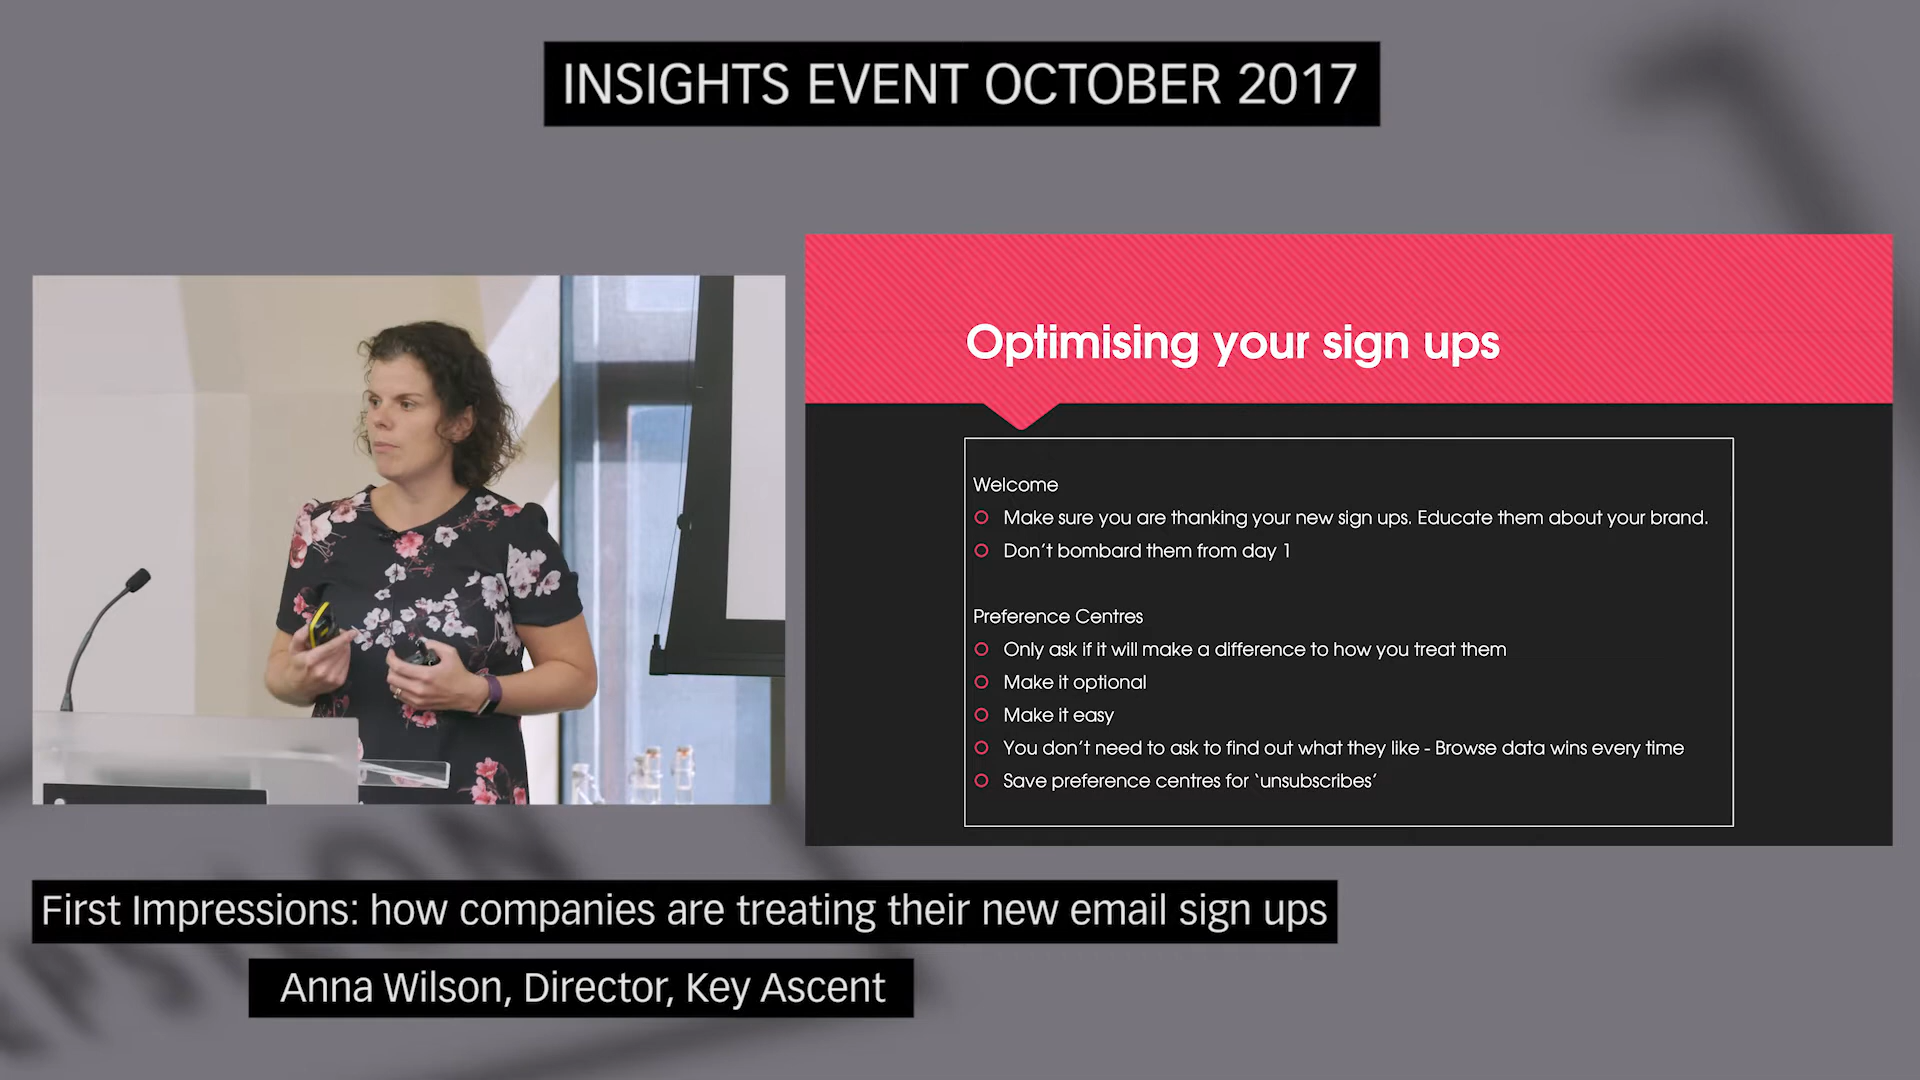 INSIGHTS EVENT OCTOBER 2017
Optimising your sign ups
Welcome
Make sure you are thanking your new sign ups. Educate them about your brand.
Don't bombard them from day 1
Preference Centres
Only ask if it will make a difference to how you treat them
Make it optional
Make it easy
You don't need to ask to find out what they like - Browse data wins every time
Save preference centres for 'unsubscribes'
First Impressions: how companies are treating their new email sign ups
Anna Wilson, Director, Key Ascent